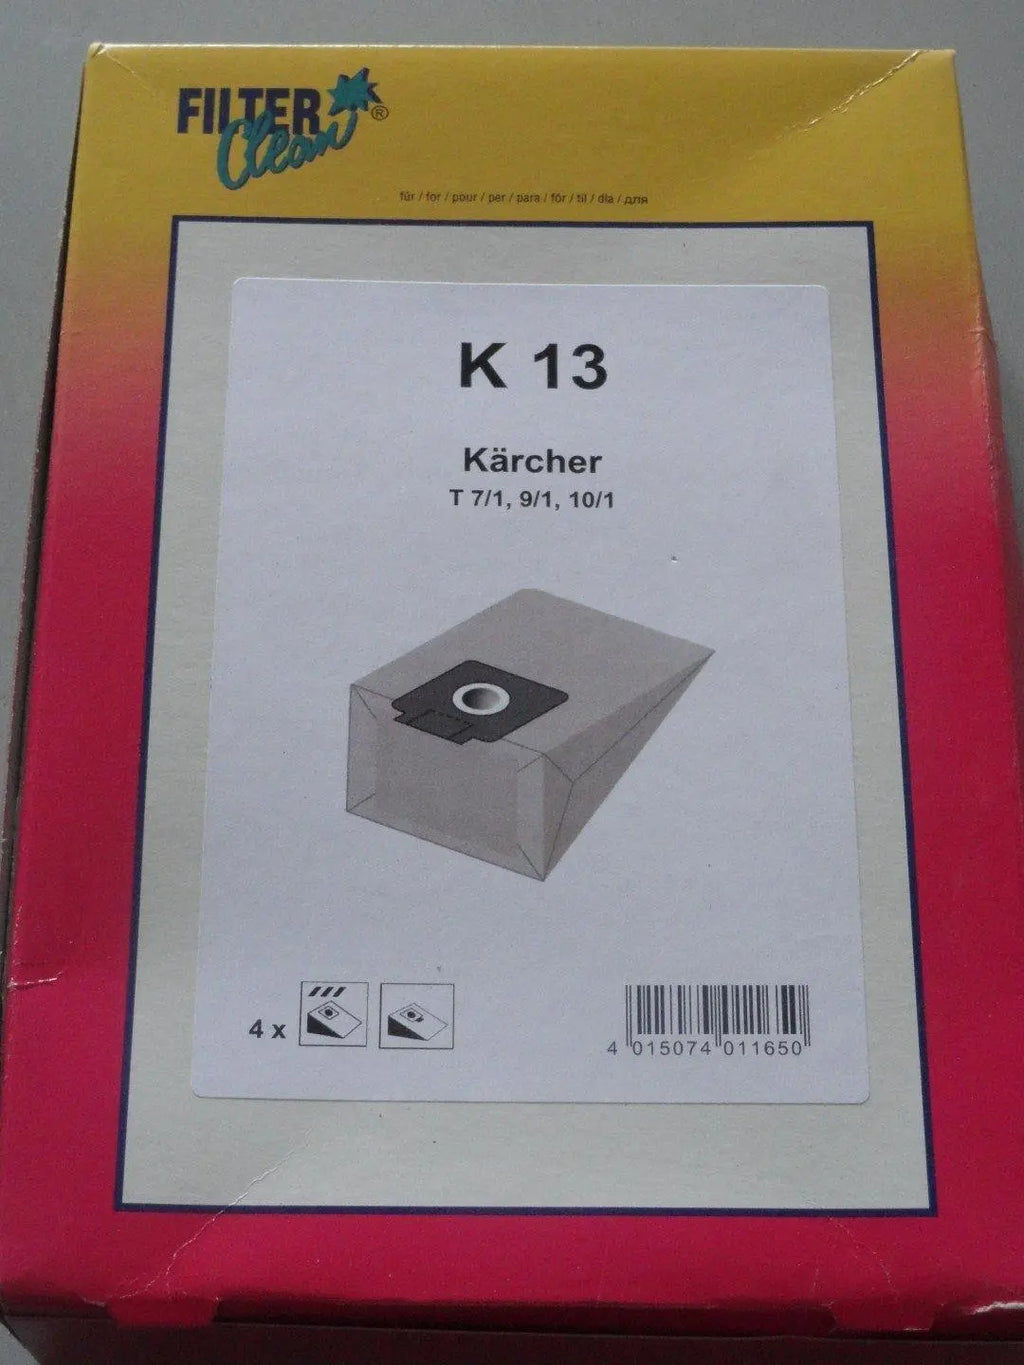 FILTER
Clean®
für / for / pour / per / para / för / til / dla / для
K 13
Kärcher
T 7/1, 9/1, 10/1
4 x
4 015074 011650